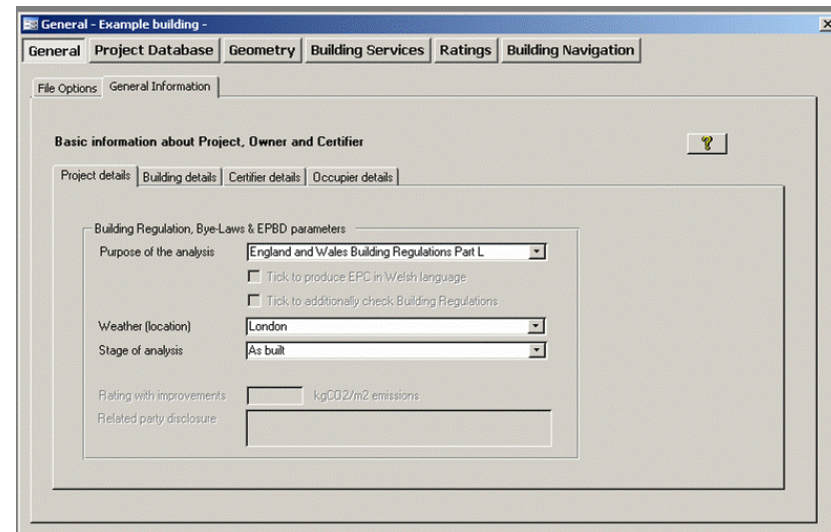 General - Example building -
General Project Database Geometry Building Services Ratings Building Navigation
File Options General Information
Basic information about Project, Owner and Certifier
?
Project details Building details Certifier details Occupier details
Building Regulation, Bye-Laws & EPBD parameters
Purpose of the analysis England and Wales Building Regulations Part L
Tick to produce EPC in Welsh language
Tick to additionally check Building Regulations
Weather (location) London
Stage of analysis As built
Rating with improvements kgCO2/m2 emissions
Related party disclosure